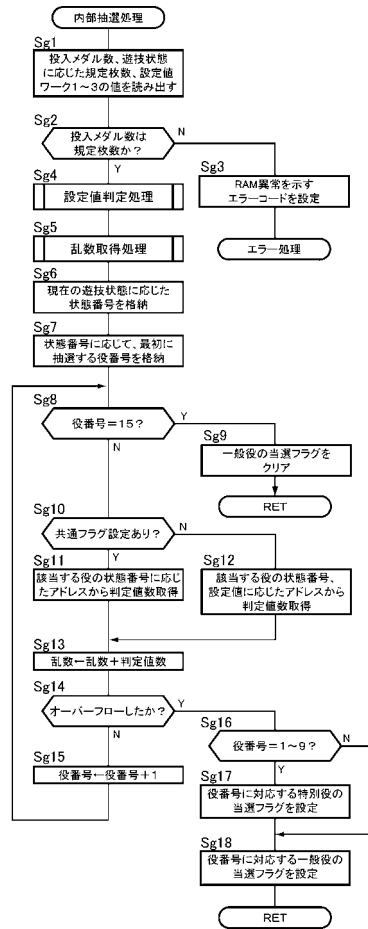 内部抽選処理
Sg1
投入メダル数、遊技状態
に応じた規定枚数、設定値
ワーク1～3の値を読み出す
Sg2
投入メダル数は
規定枚数か？
N
Y
Sg3
RAM異常を示す
エラーコードを設定
エラー処理
Sg4
設定値判定処理
Sg5
乱数取得処理
Sg6
現在の遊技状態に応じた
状態番号を格納
Sg7
状態番号に応じて、最初に
抽選する役番号を格納
Sg8
役番号＝15？
Y
N
Sg9
一般役の当選フラグを
クリア
RET
Sg10
共通フラグ設定あり？
N
Y
Sg11
該当する役の状態番号に応じ
たアドレスから判定値数取得
Sg12
該当する役の状態番号、
設定値に応じたアドレスから
判定値数取得
Sg13
乱数←乱数＋判定値数
Sg14
オーバーフローしたか？
Y
N
Sg15
役番号←役番号＋1
Sg16
役番号＝1～9？
N
Y
Sg17
役番号に対応する特別役の
当選フラグを設定
Sg18
役番号に対応する一般役の
当選フラグを設定
RET